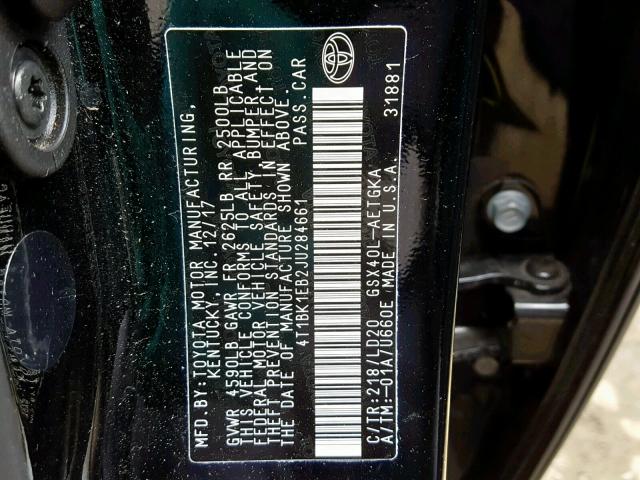 MFD.BY:TOYOTA MOTOR MANUFACTURING,
KENTUCKY, INC. 12/17
GVWR 4590LB GAWR FR 2625LB RR 2500LB
THIS VEHICLE CONFORMS TO ALL APPLICABLE
FEDERAL MOTOR VEHICLE SAFETY,BUMPER,AND
THEFT PREVENTION STANDARDS IN EFFECT ON
THE DATE OF MANUFACTURE SHOWN ABOVE.
4T1BK1EB2JU284661 PASS.CAR
C/TR:218/LD20 GSX40L-AETGKA 31881
A/TM:-01A/U660E MADE IN U.S.A.